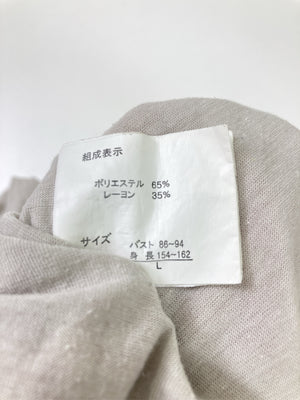 組成表示
ポリエステル 65%
レーヨン 35%
サイズ バスト 86~94
身長 154~162
L